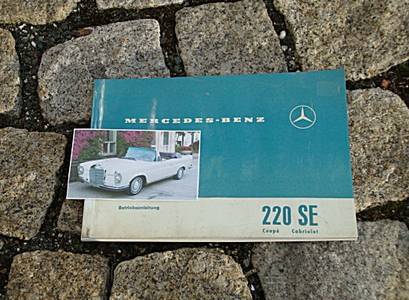 MERCEDES-BENZ
Betriebsanleitung
220 SE
Coupé Cabriolet